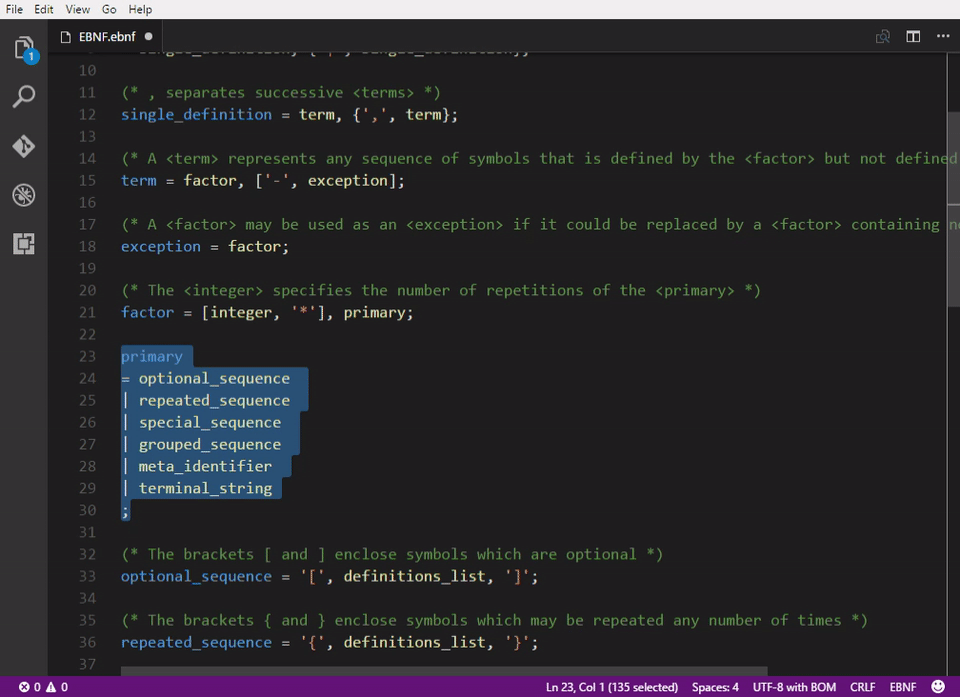 File Edit View Go Help
EBNF.ebnf
1
10
11 (* , separates successive <terms> *)
12 single_definition = term, {',', term};
13
14 (* A <term> represents any sequence of symbols that is defined by the <factor> but not defined
15 term = factor, ['-', exception];
16
17 (* A <factor> may be used as an <exception> if it could be replaced by a <factor> containing
18 exception = factor;
19
20 (* The <integer> specifies the number of repetitions of the <primary> *)
21 factor = [integer, '*'], primary;
22
23 primary
24 = optional_sequence
25 | repeated_sequence
26 | special_sequence
27 | grouped_sequence
28 | meta_identifier
29 | terminal_string
30 ;
31
32 (* The brackets [ and ] enclose symbols which are optional *)
33 optional_sequence = '[', definitions_list, ']';
34
35 (* The brackets { and } enclose symbols which may be repeated any number of times *)
36 repeated_sequence = '{', definitions_list, '}';
37
0 0 Ln 23, Col 1 (135 selected) Spaces: 4 UTF-8 with BOM CRLF EBNF